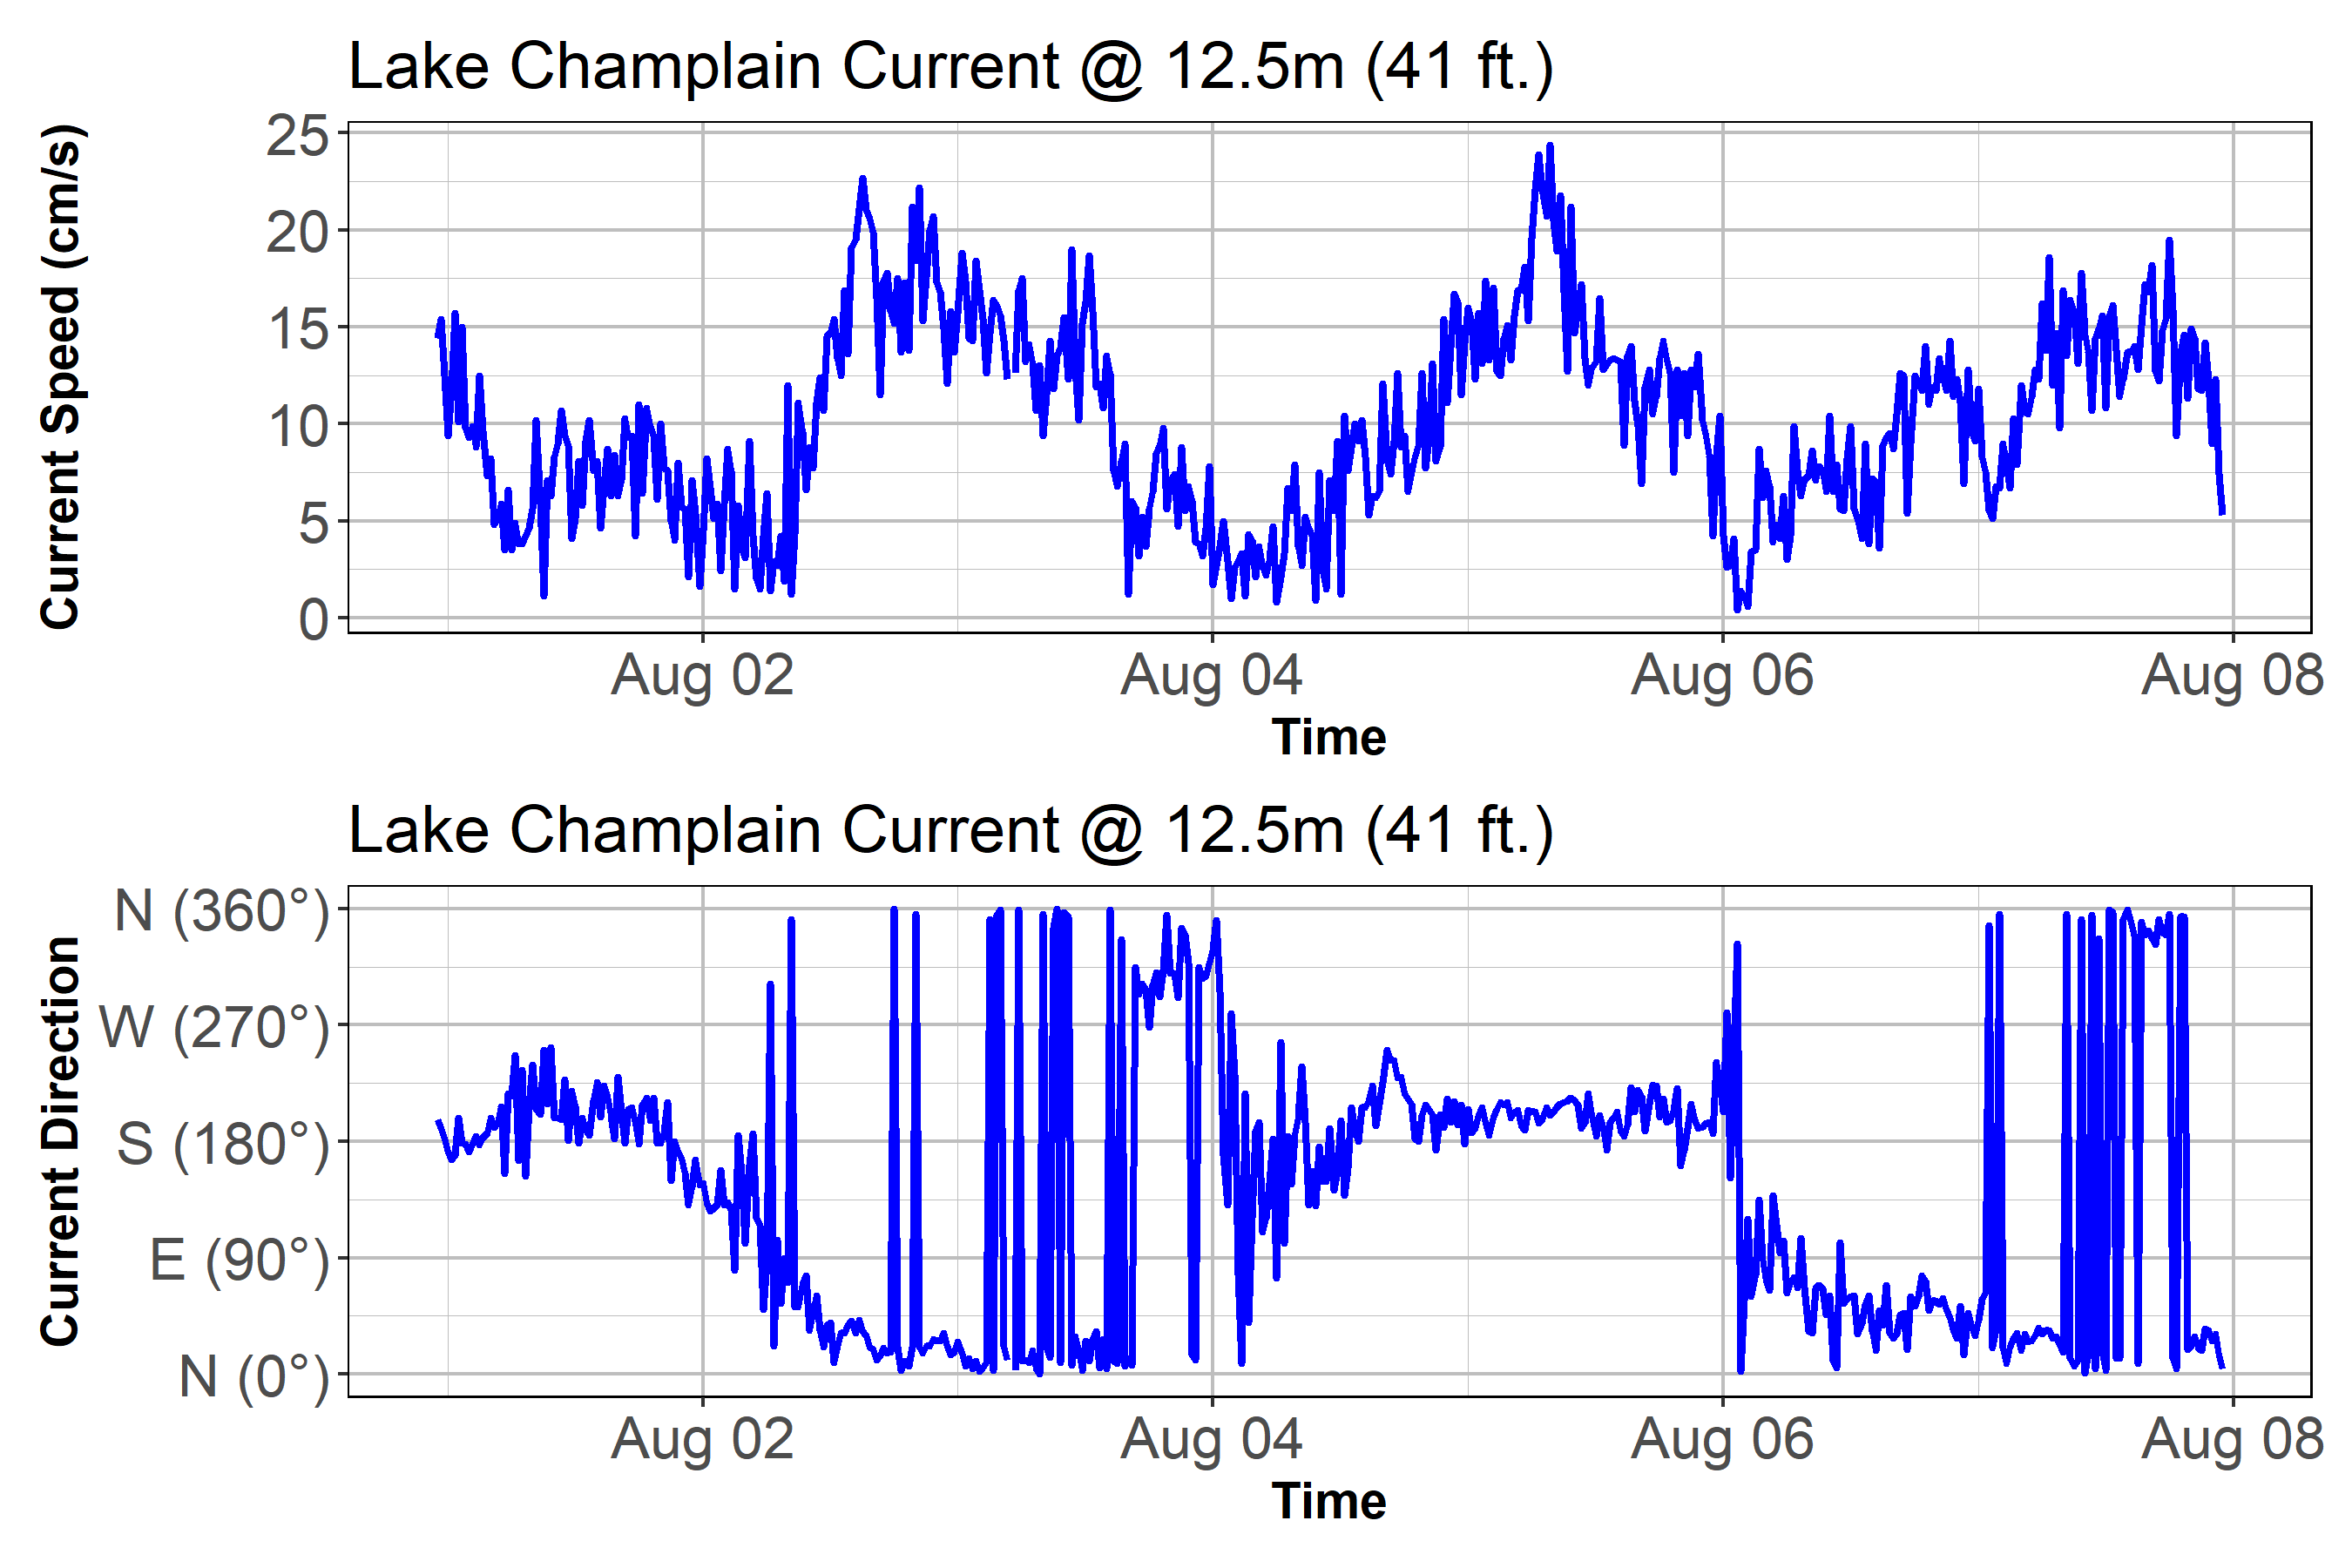 Lake Champlain Current @ 12.5m (41 ft.)
Current Speed (cm/s)
25
20
15
10
5
0
Aug 02 Aug 04 Aug 06 Aug 08
Time
Lake Champlain Current @ 12.5m (41 ft.)
Current Direction
N (360°)
W (270°)
S (180°)
E (90°)
N (0°)
Aug 02 Aug 04 Aug 06 Aug 08
Time